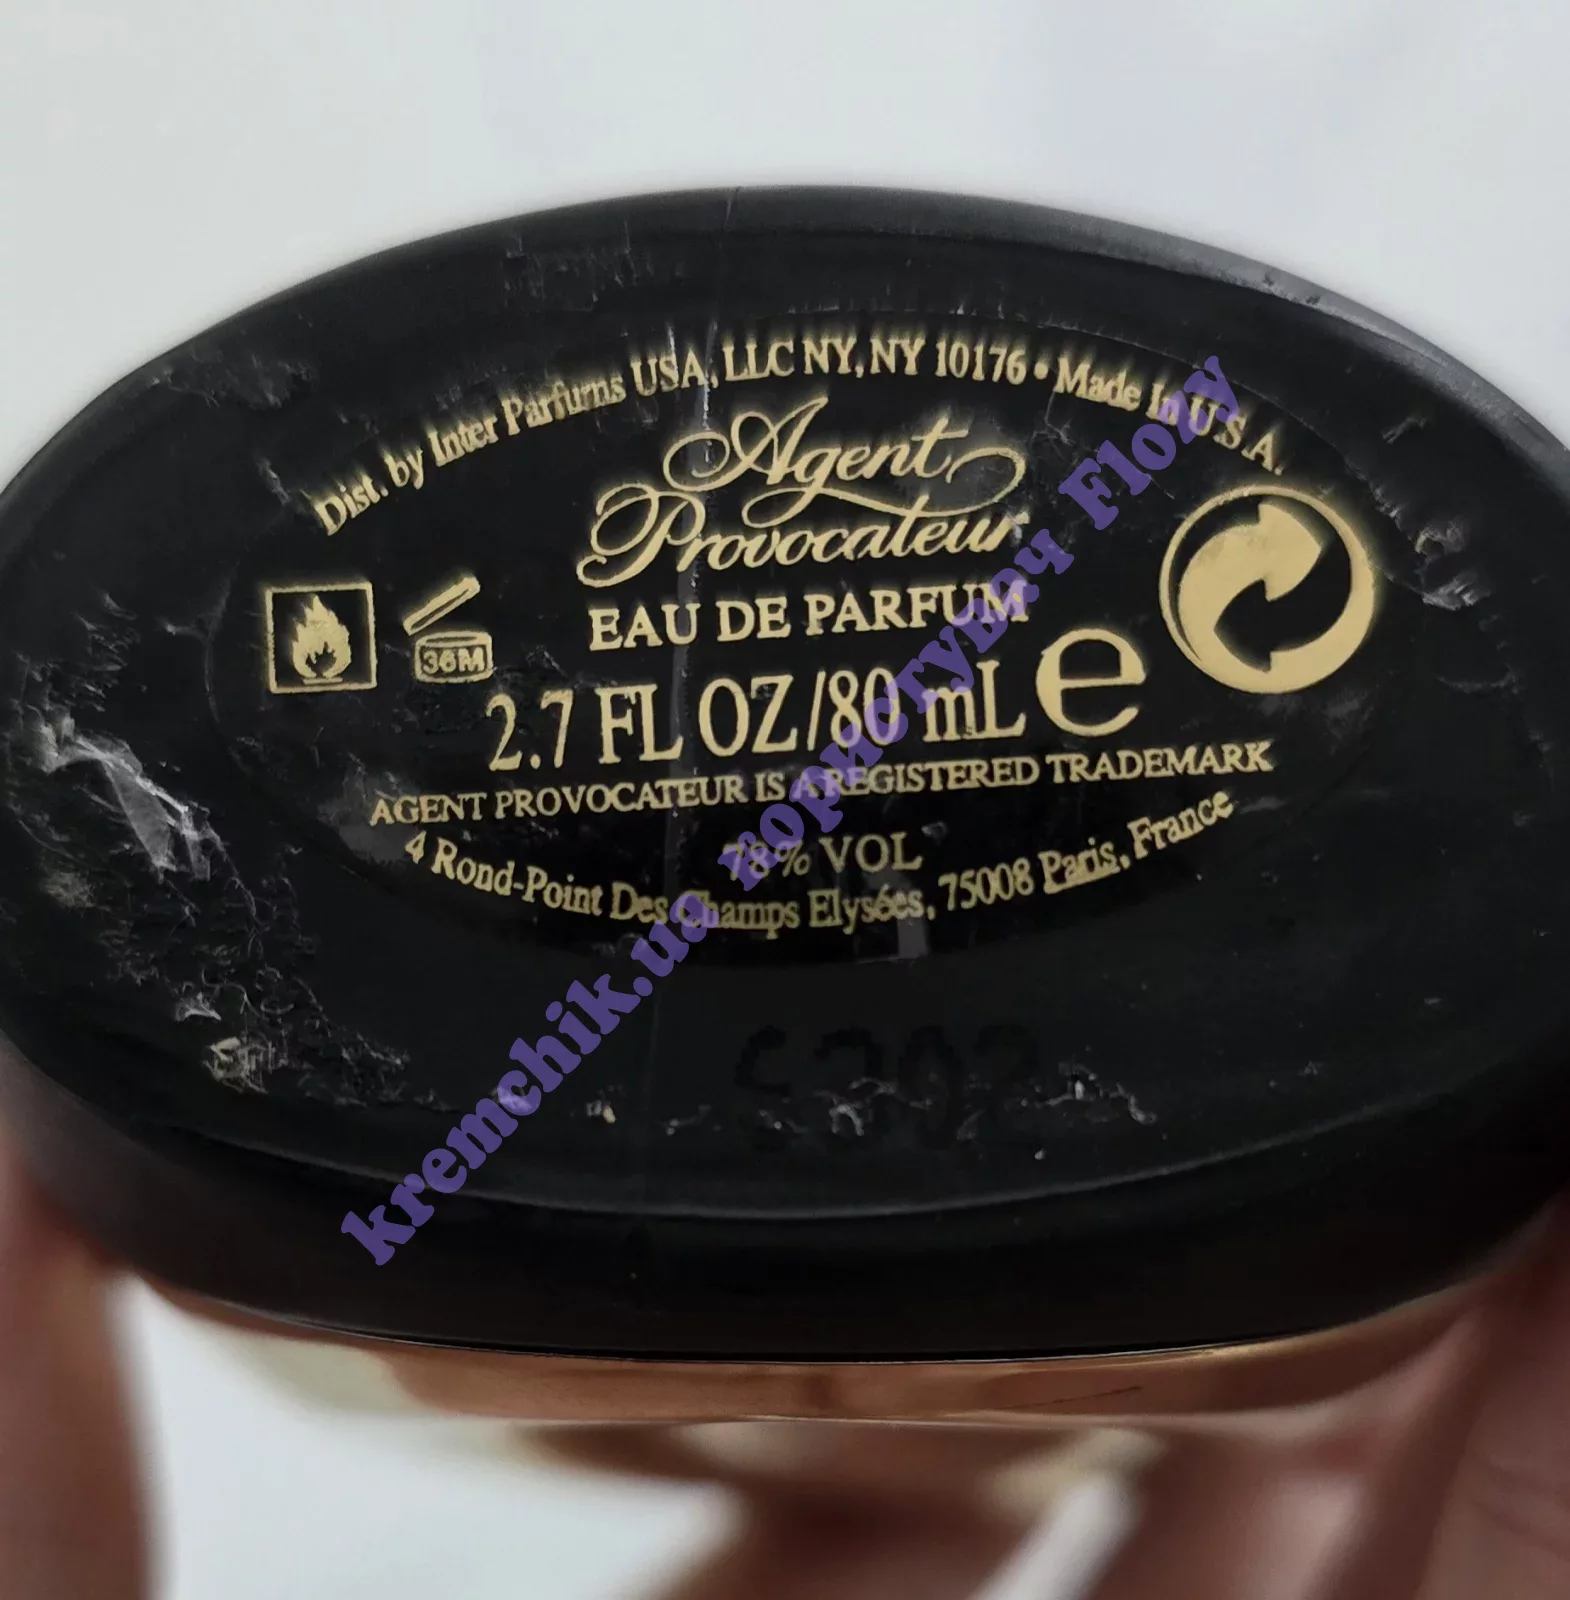 Dist. by Inter Parfums USA, LLC NY, NY 10176 • Made In U.S.A.
Agent
Provocateur
EAU DE PARFUM
36M
2.7 FL OZ/80 mL e
AGENT PROVOCATEUR IS A REGISTERED TRADEMARK
78% VOL
4 Rond-Point Des Champs Elysées, 75008 Paris, France
kremchik.ua користувач Flozy